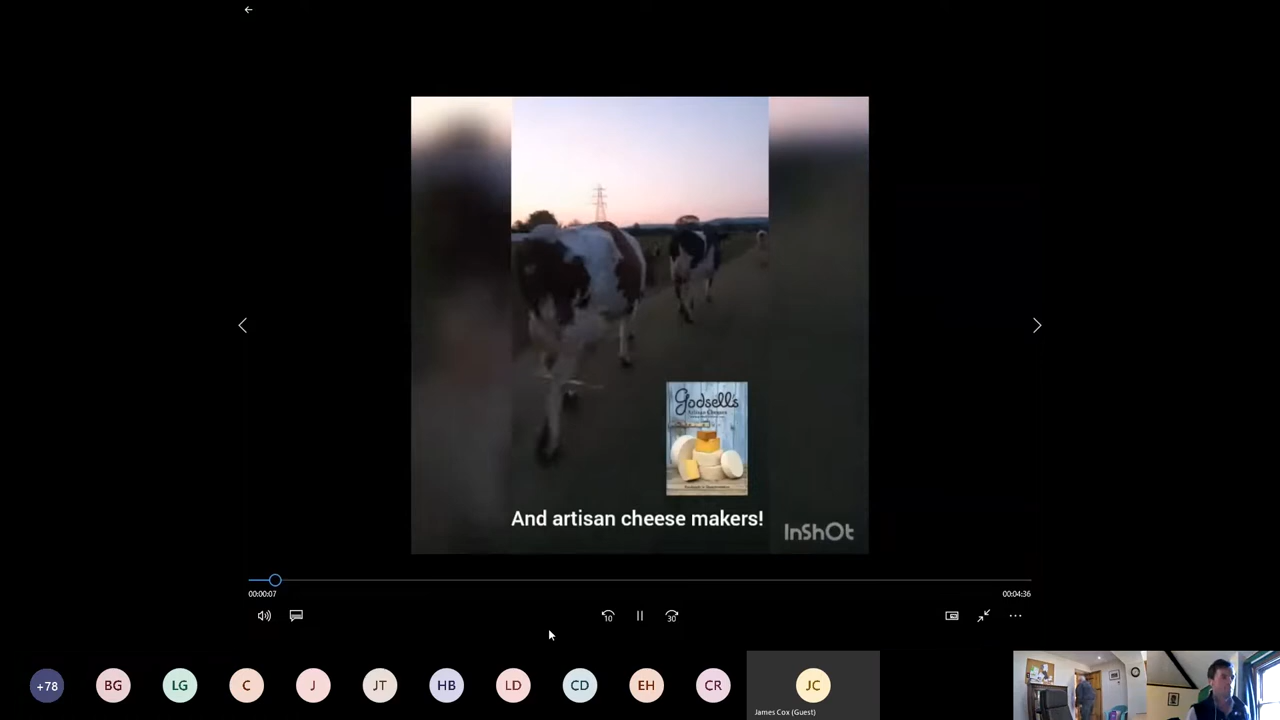 Godsell's
Artisan Cheeses
And artisan cheese makers!
InShOt
00:00:07
00:04:36
10
30
+78
BG
LG
C
J
JT
HB
LD
CD
EH
CR
JC
James Cox (Guest)